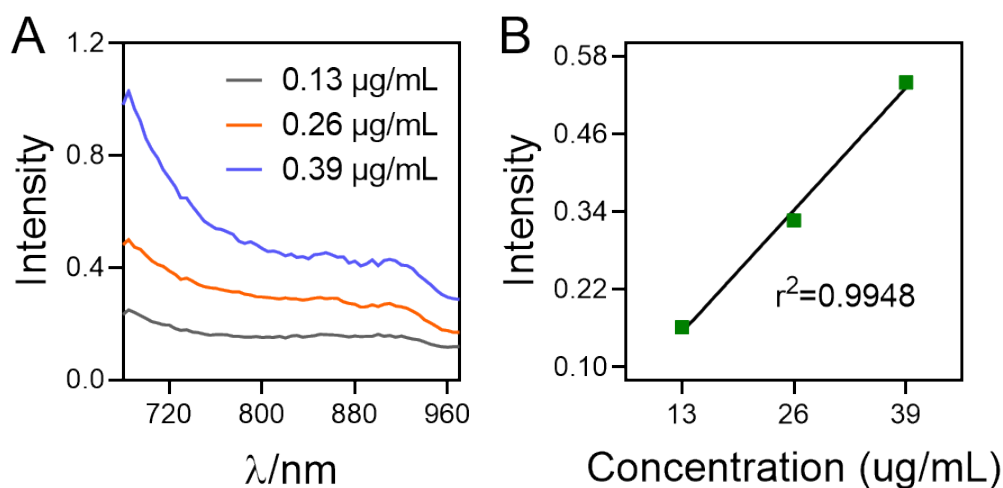 A
1.2
0.8
0.4
0.0
Intensity
0.13 µg/mL
0.26 µg/mL
0.39 µg/mL
720 800 880 960
λ/nm
B
0.58
0.46
0.34
0.22
0.10
Intensity
r²=0.9948
13 26 39
Concentration (ug/mL)